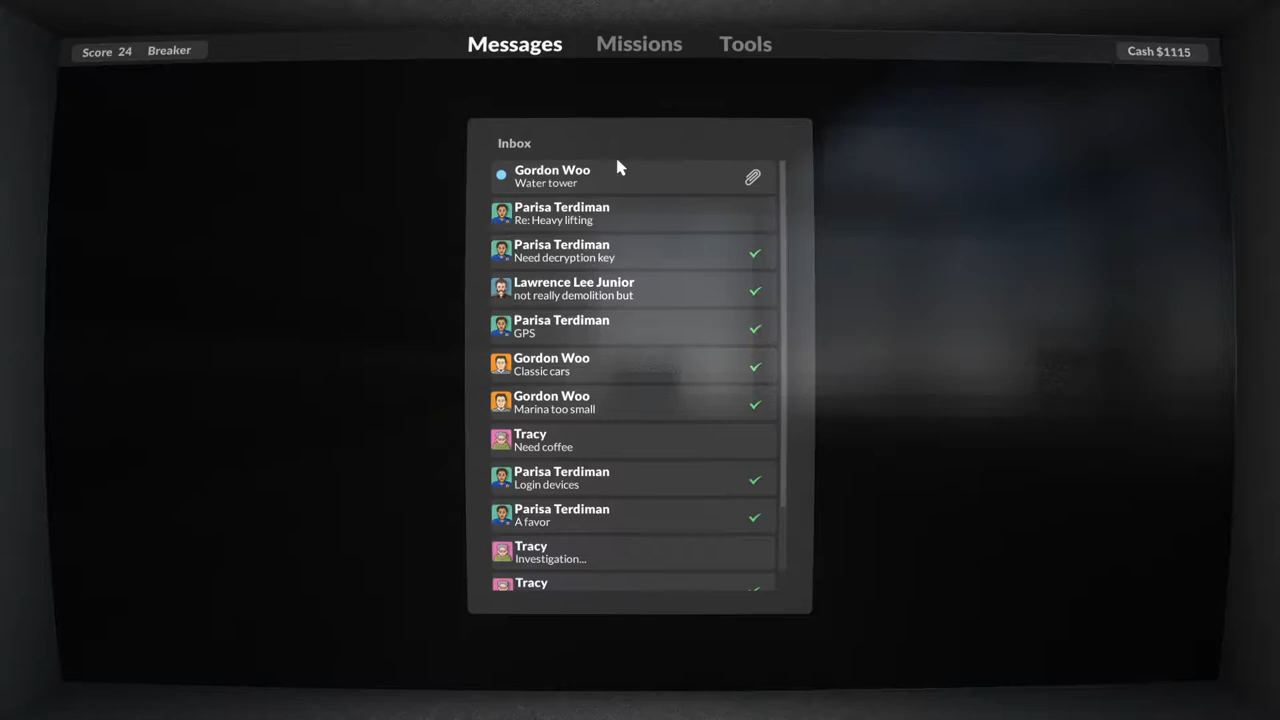 Score 24 Breaker
Messages
Missions
Tools
Cash $1115
Inbox
Gordon Woo
Water tower
Parisa Terdiman
Re: Heavy lifting
Parisa Terdiman
Need decryption key
Lawrence Lee Junior
not really demolition but
Parisa Terdiman
GPS
Gordon Woo
Classic cars
Gordon Woo
Marina too small
Tracy
Need coffee
Parisa Terdiman
Login devices
Parisa Terdiman
A favor
Tracy
Investigation...
Tracy